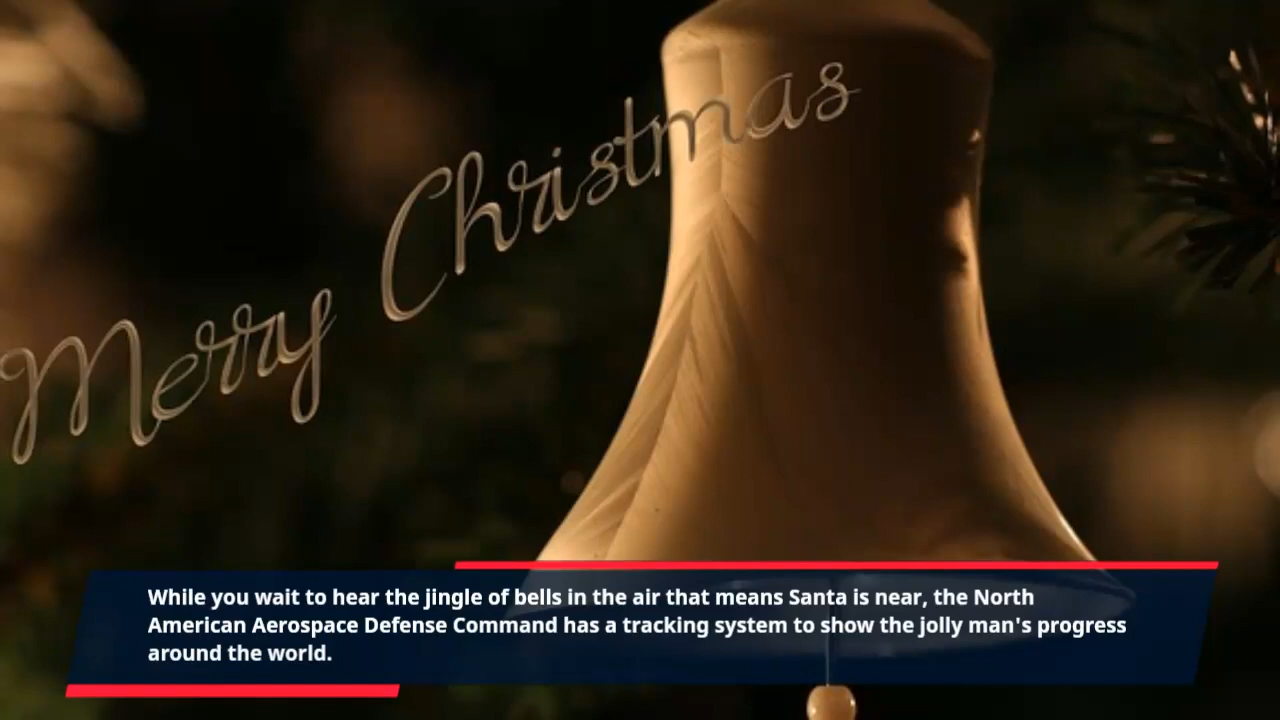 Merry Christmas
While you wait to hear the jingle of bells in the air that means Santa is near, the North
American Aerospace Defense Command has a tracking system to show the jolly man's progress
around the world.